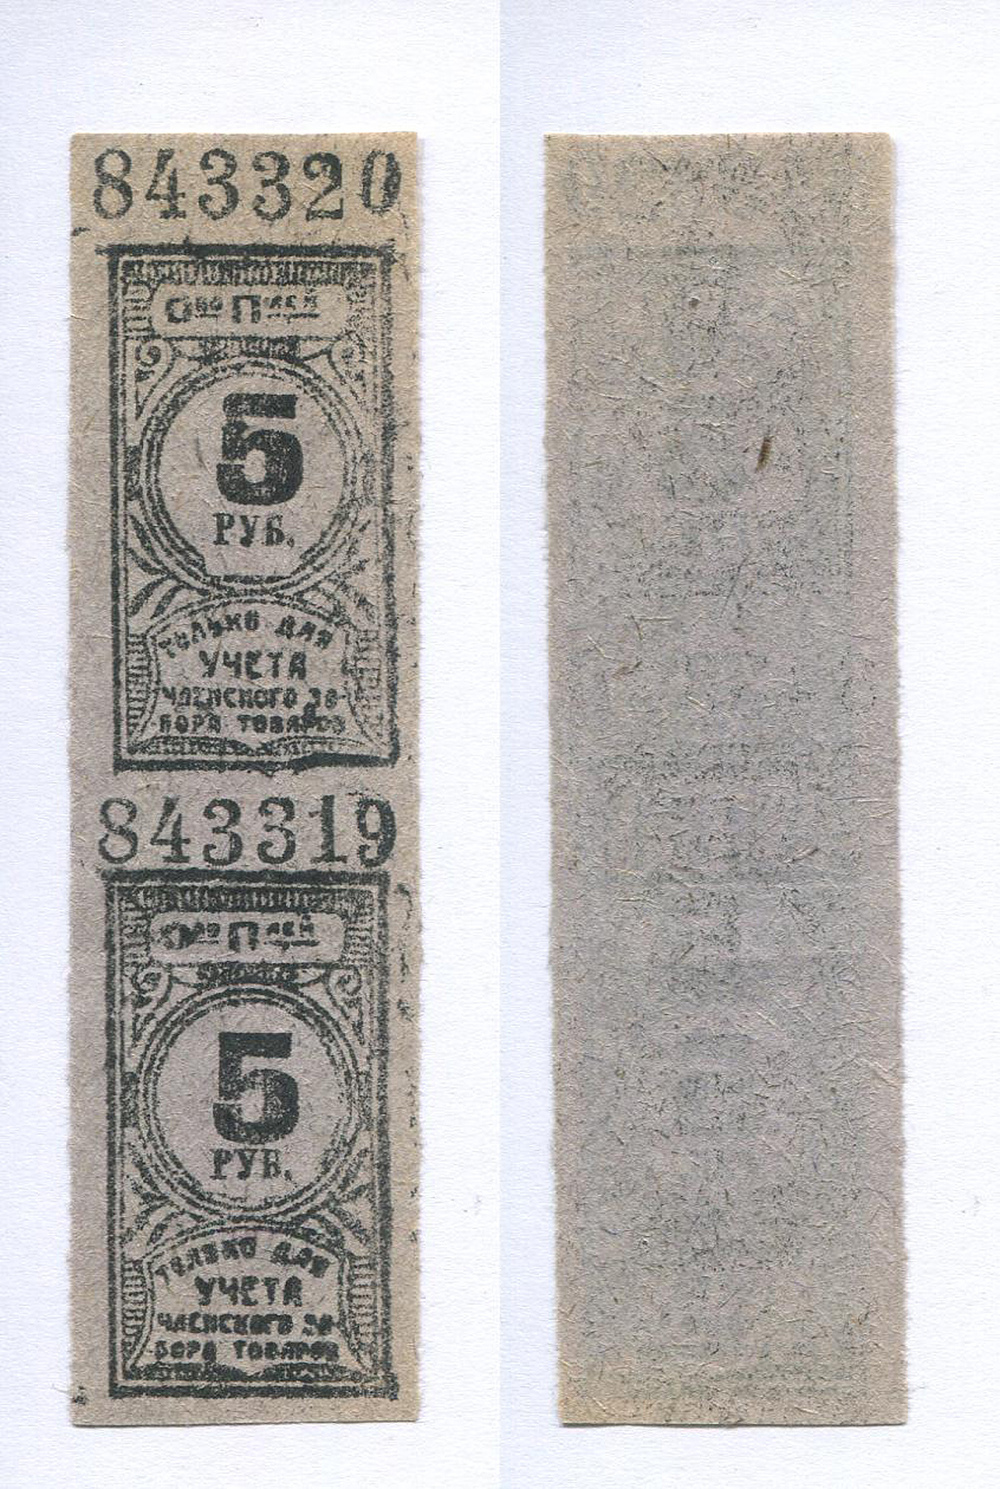 843320
5
РУБ.
ТОЛЬКО ДЛЯ
УЧЕТА
ЧЛЕНСКОГО ЗА-
БОРА ТОВАРОВ
843319
5
РУБ.
ТОЛЬКО ДЛЯ
УЧЕТА
ЧЛЕНСКОГО ЗА-
БОРА ТОВАРОВ